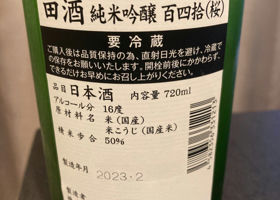 田酒 純米吟醸 百四拾(桜)
要冷蔵
ご購入後は品質保持の為、直射日光を避け、冷蔵で
の保存をお願いいたします。開栓前後にかかわらず、
できるだけお早めにお召し上がりください。
品目 日本酒 内容量 720ml
アルコール分 16度
原材料名 米(国産)
米こうじ(国産米)
精米歩合 50%
製造年月 2023.2
製造者